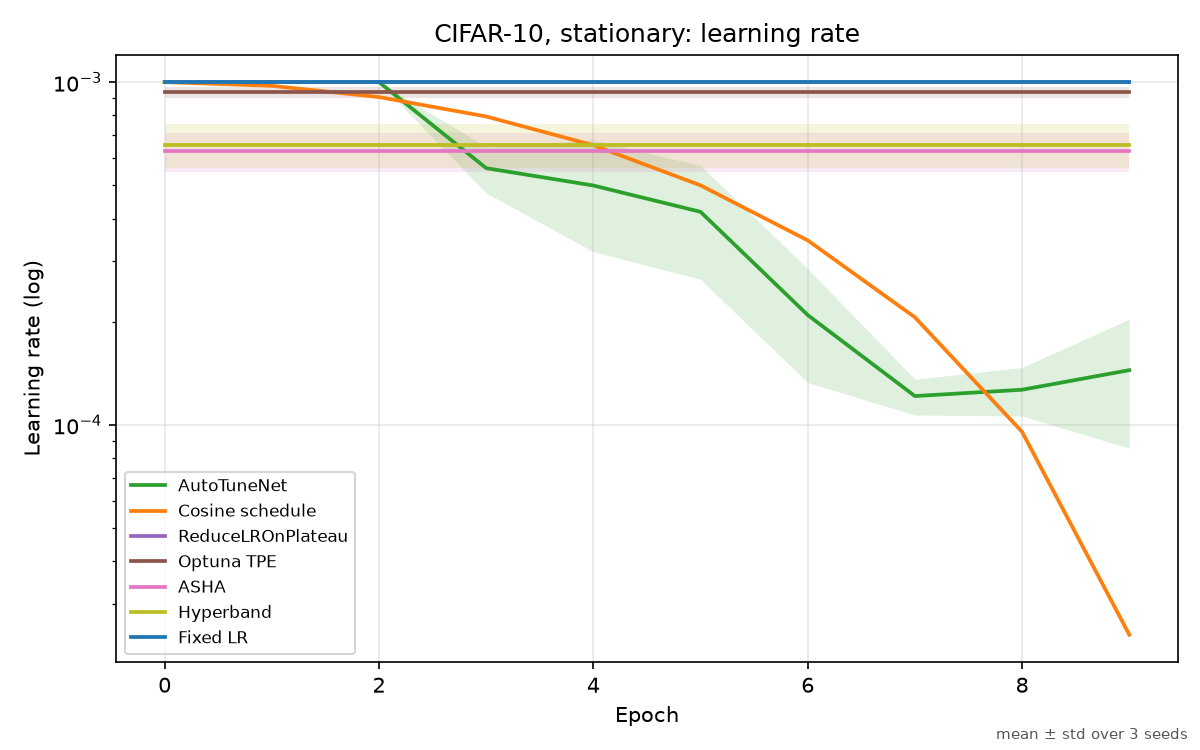 CIFAR-10, stationary: learning rate
Learning rate (log)
10⁻³
10⁻⁴
AutoTuneNet
Cosine schedule
ReduceLROnPlateau
Optuna TPE
ASHA
Hyperband
Fixed LR
0 2 4 6 8
Epoch
mean ± std over 3 seeds